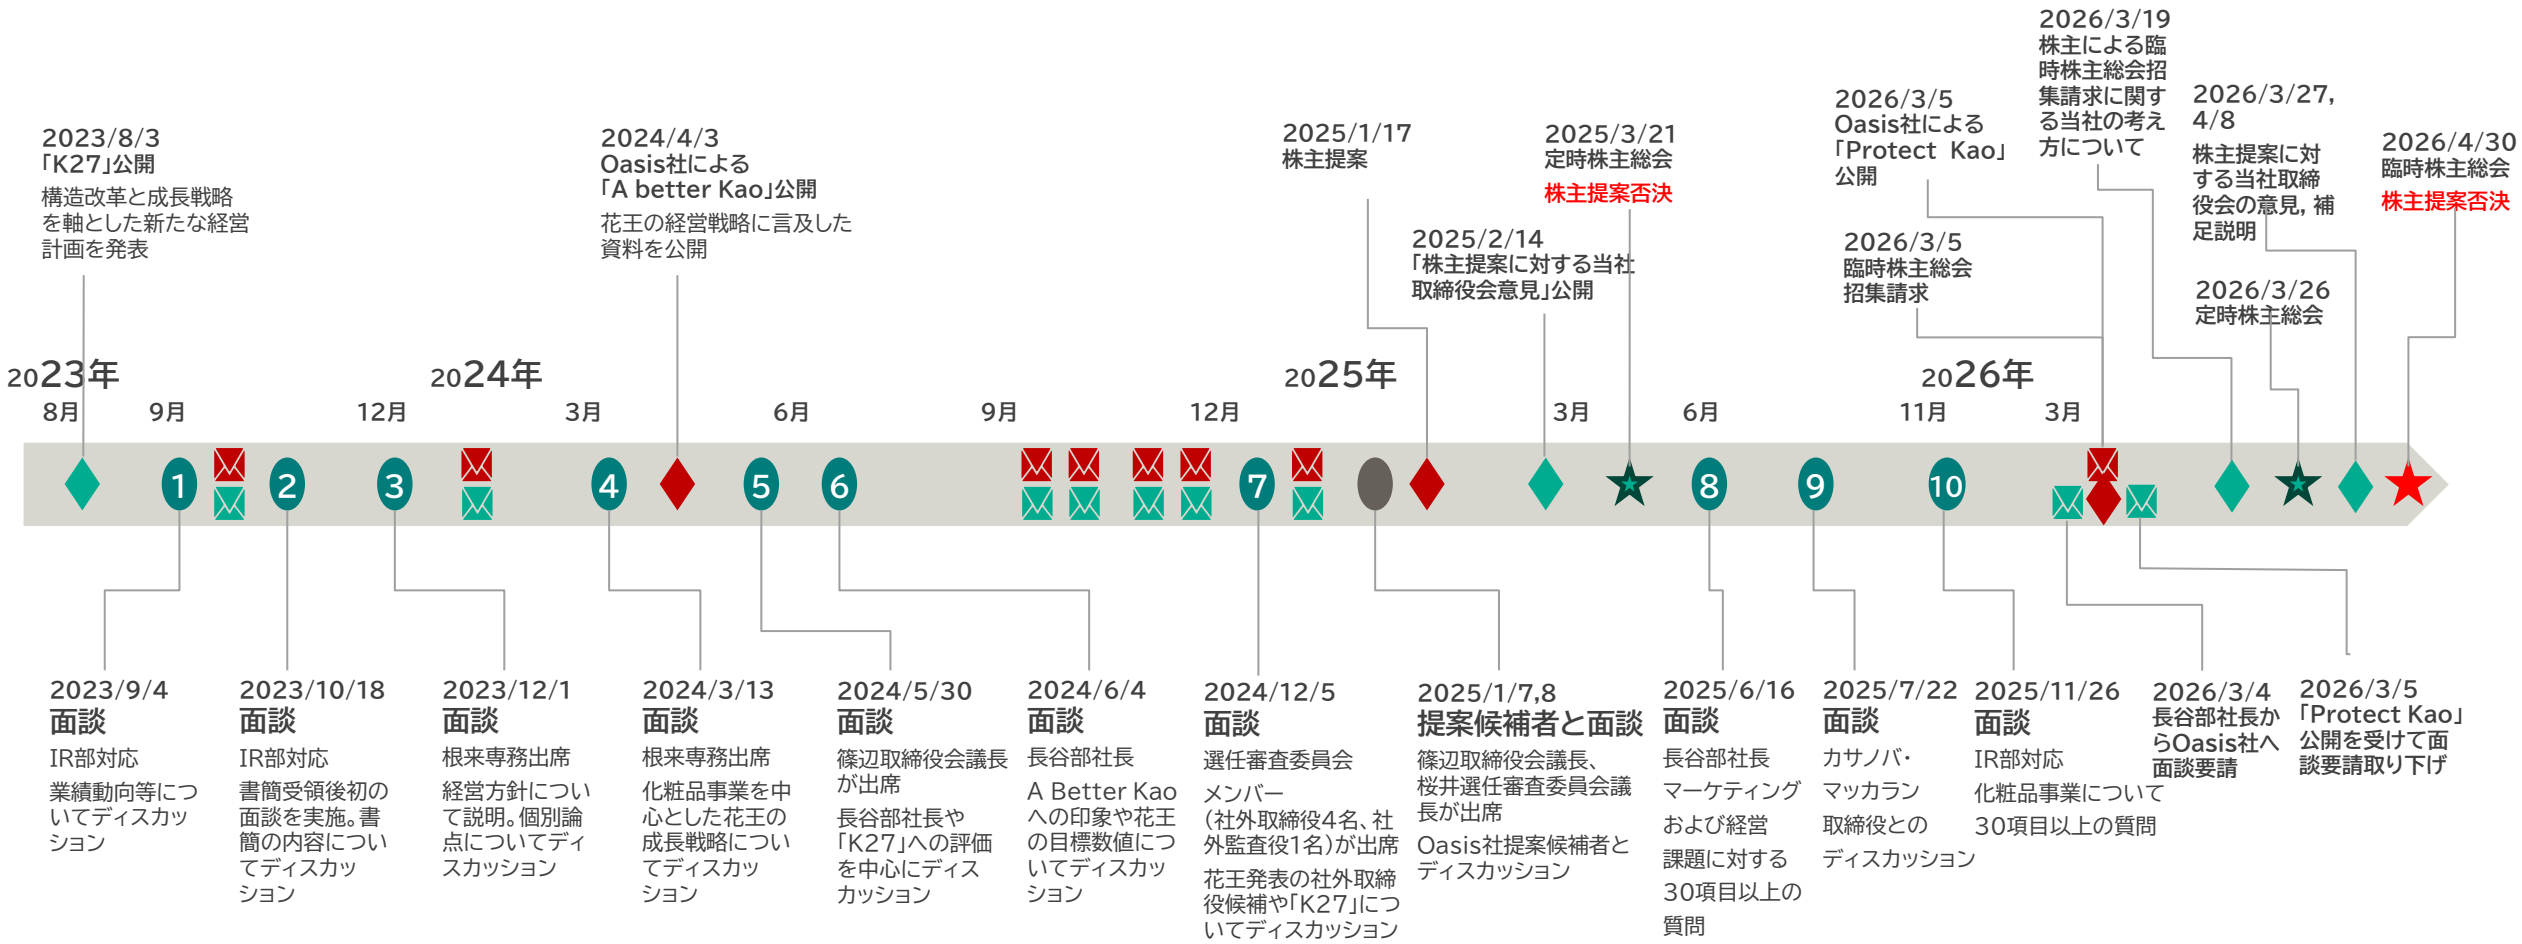 2023/8/3
「K27」公開
構造改革と成長戦略
を軸とした新たな経営
計画を発表
2024/4/3
Oasis社による
「A better Kao」公開
花王の経営戦略に言及した
資料を公開
2025/1/17
株主提案
2025/2/14
「株主提案に対する当社
取締役会意見」公開
2025/3/21
定時株主総会
株主提案否決
2026/3/5
Oasis社による
「Protect Kao」
公開
2026/3/5
臨時株主総会
招集請求
2026/3/19
株主による臨
時株主総会招
集請求に関す
る当社の考え
方について
2026/3/27,
4/8
株主提案に対
する当社取締
役会の意見, 補
足説明
2026/3/26
定時株主総会
2026/4/30
臨時株主総会
株主提案否決
2023年
2024年
2025年
2026年
8月
9月
12月
3月
6月
9月
12月
3月
6月
11月
3月
1
2
3
4
5
6
7
8
9
10
2023/9/4
面談
IR部対応
業績動向等につ
いてディスカッ
ション
2023/10/18
面談
IR部対応
書簡受領後初の
面談を実施。書
簡の内容につい
てディスカッ
ション
2023/12/1
面談
根来専務出席
経営方針につい
て説明。個別論
点についてディ
スカッション
2024/3/13
面談
根来専務出席
化粧品事業を中
心とした花王の
成長戦略につい
てディスカッ
ション
2024/5/30
面談
篠辺取締役会議長
が出席
長谷部社長や
「K27」への評価
を中心にディス
カッション
2024/6/4
面談
長谷部社長
A Better Kao
への印象や花王
の目標数値につ
いてディスカッ
ション
2024/12/5
面談
選任審査委員会
メンバー
（社外取締役4名、社
外監査役1名）が出席
花王発表の社外取締
役候補や「K27」につ
いてディスカッション
2025/1/7,8
提案候補者と面談
篠辺取締役会議長、
桜井選任審査委員会議
長が出席
Oasis社提案候補者と
ディスカッション
2025/6/16
面談
長谷部社長
マーケティング
および経営
課題に対する
30項目以上の
質問
2025/7/22
面談
カサノバ・
マッカラン
取締役との
ディスカッション
2025/11/26
面談
IR部対応
化粧品事業について
30項目以上の質問
2026/3/4
長谷部社長か
らOasis社へ
面談要請
2026/3/5
「Protect Kao」
公開を受けて面
談要請取り下げ